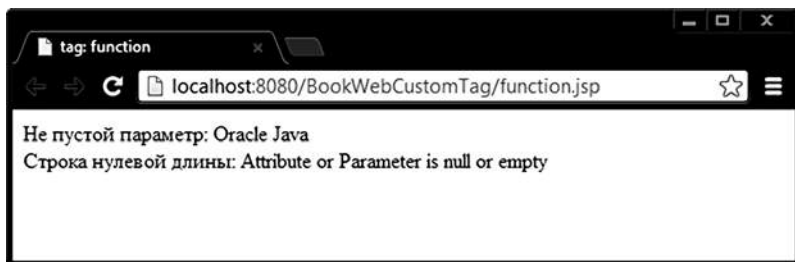 tag: function
localhost:8080/BookWebCustomTag/function.jsp
Не пустой параметр: Oracle Java
Строка нулевой длины: Attribute or Parameter is null or empty